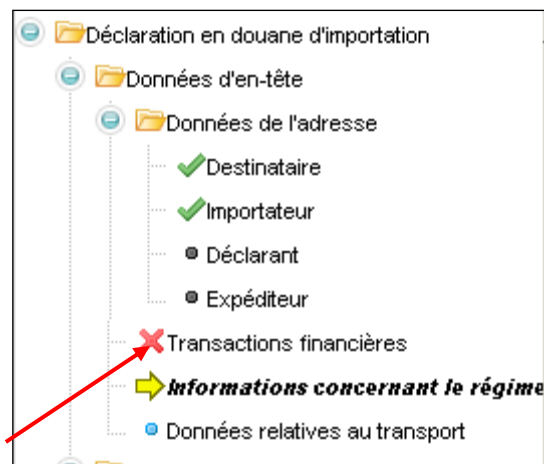 Déclaration en douane d'importation
Données d'en-tête
Données de l'adresse
Destinataire
Importateur
Déclarant
Expéditeur
Transactions financières
Informations concernant le régime
Données relatives au transport